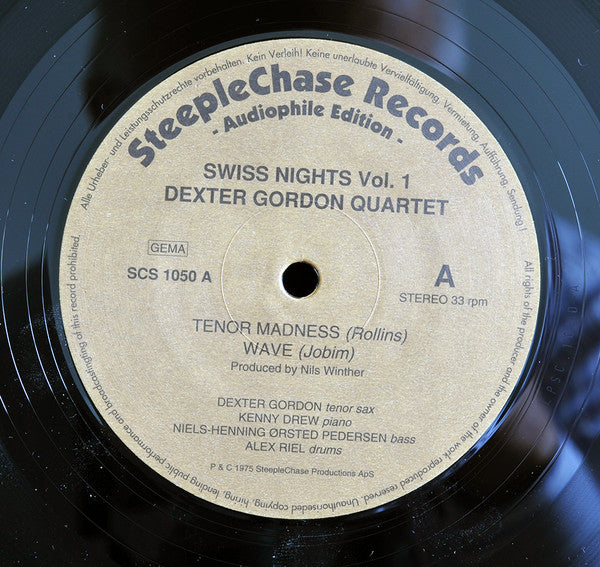 Alle Urheber- und Leistungsschutzrechte vorbehalten. Kein Verleih! Keine unerlaubte Vervielfältigung, Vermietung, Aufführung, Sendung!
SteepleChase Records
- Audiophile Edition -
SWISS NIGHTS Vol. 1
DEXTER GORDON QUARTET
GEMA
SCS 1050 A
A
STEREO 33 rpm
TENOR MADNESS (Rollins)
WAVE (Jobim)
Produced by Nils Winther
DEXTER GORDON tenor sax
KENNY DREW piano
NIELS-HENNING ØRSTED PEDERSEN bass
ALEX RIEL drums
P & C 1975 SteepleChase Productions ApS
All rights of the producer and the owner of the work reproduced reserved. Unauthorised copying, hiring, lending public performance and broadcasting of this record prohibited.